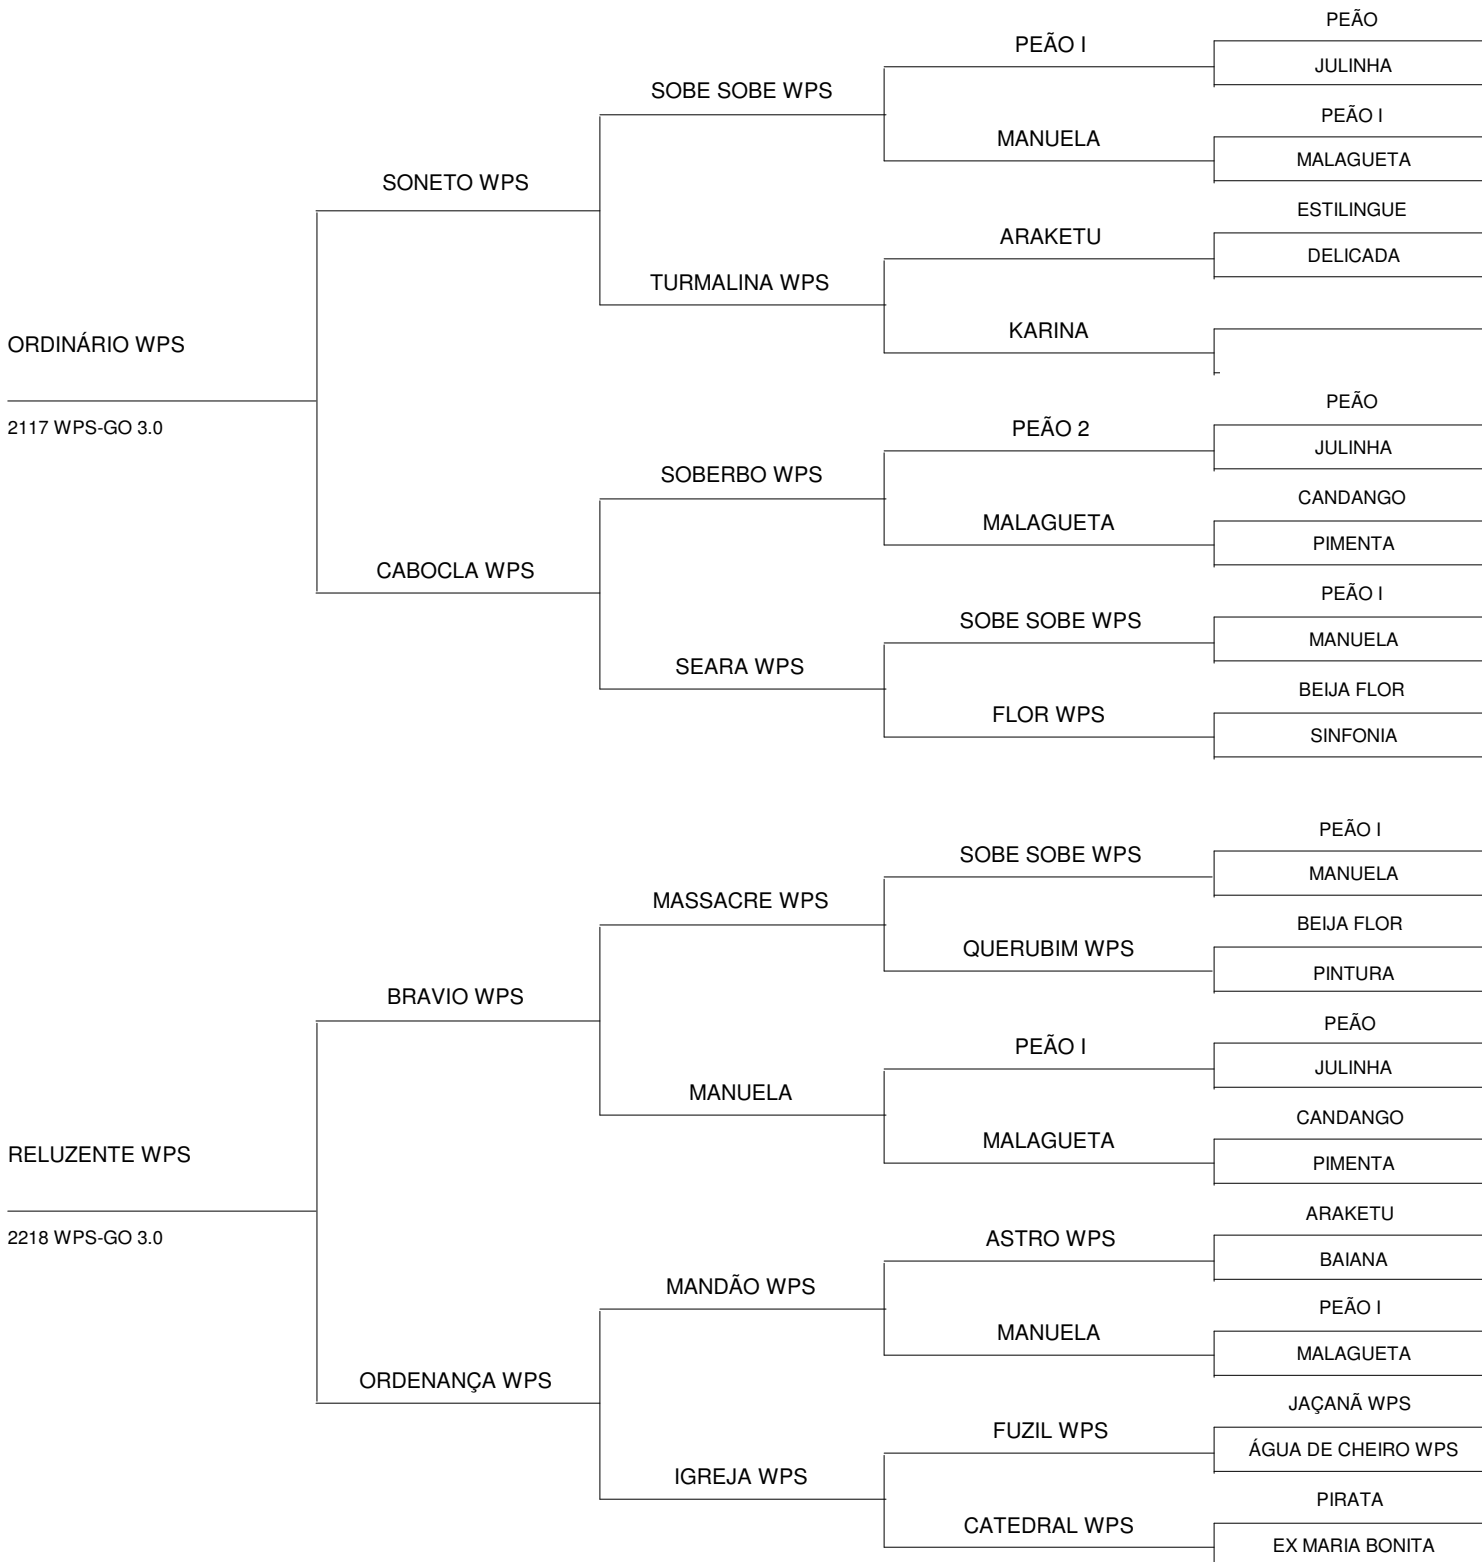 PEÃO
PEÃO I
JULINHA
SOBE SOBE WPS
PEÃO I
MANUELA
MALAGUETA
SONETO WPS
ESTILINGUE
ARAKETU
DELICADA
TURMALINA WPS
KARINA
ORDINÁRIO WPS
PEÃO
2117 WPS-GO 3.0
PEÃO 2
JULINHA
SOBERBO WPS
CANDANGO
MALAGUETA
PIMENTA
CABOCLA WPS
PEÃO I
SOBE SOBE WPS
MANUELA
SEARA WPS
BEIJA FLOR
FLOR WPS
SINFONIA
PEÃO I
SOBE SOBE WPS
MANUELA
MASSACRE WPS
BEIJA FLOR
QUERUBIM WPS
PINTURA
BRAVIO WPS
PEÃO
PEÃO I
JULINHA
MANUELA
CANDANGO
MALAGUETA
PIMENTA
RELUZENTE WPS
ARAKETU
2218 WPS-GO 3.0
ASTRO WPS
BAIANA
MANDÃO WPS
PEÃO I
MANUELA
MALAGUETA
ORDENANÇA WPS
JAÇANÃ WPS
FUZIL WPS
ÁGUA DE CHEIRO WPS
IGREJA WPS
PIRATA
CATEDRAL WPS
EX MARIA BONITA